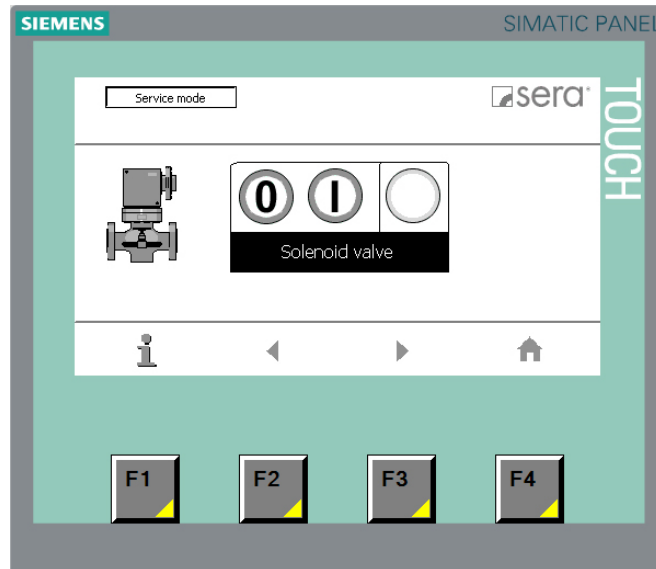 SIEMENS
SIMATIC PANEL
TOUCH
Service mode
sera
0 I
Solenoid valve
F1 F2 F3 F4